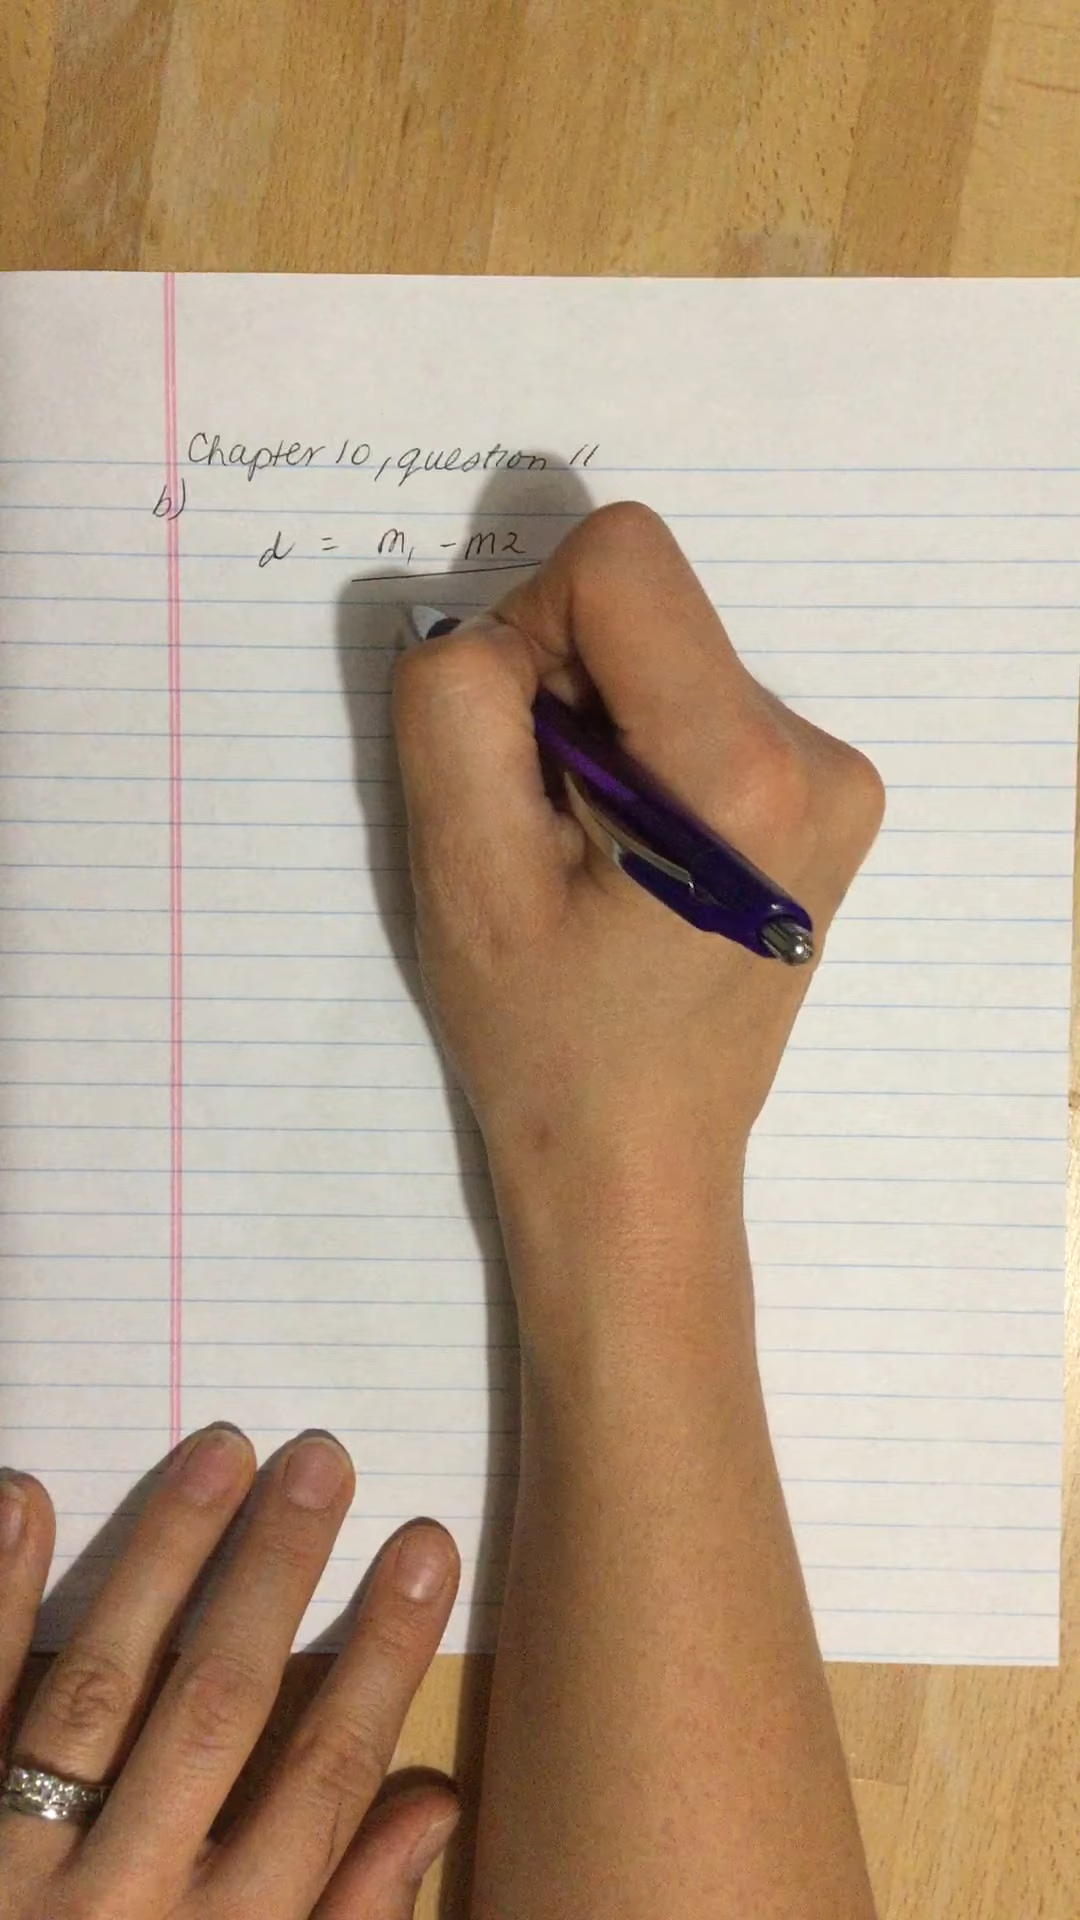 Chapter 10, question 11
b)
d = m₁ - m2